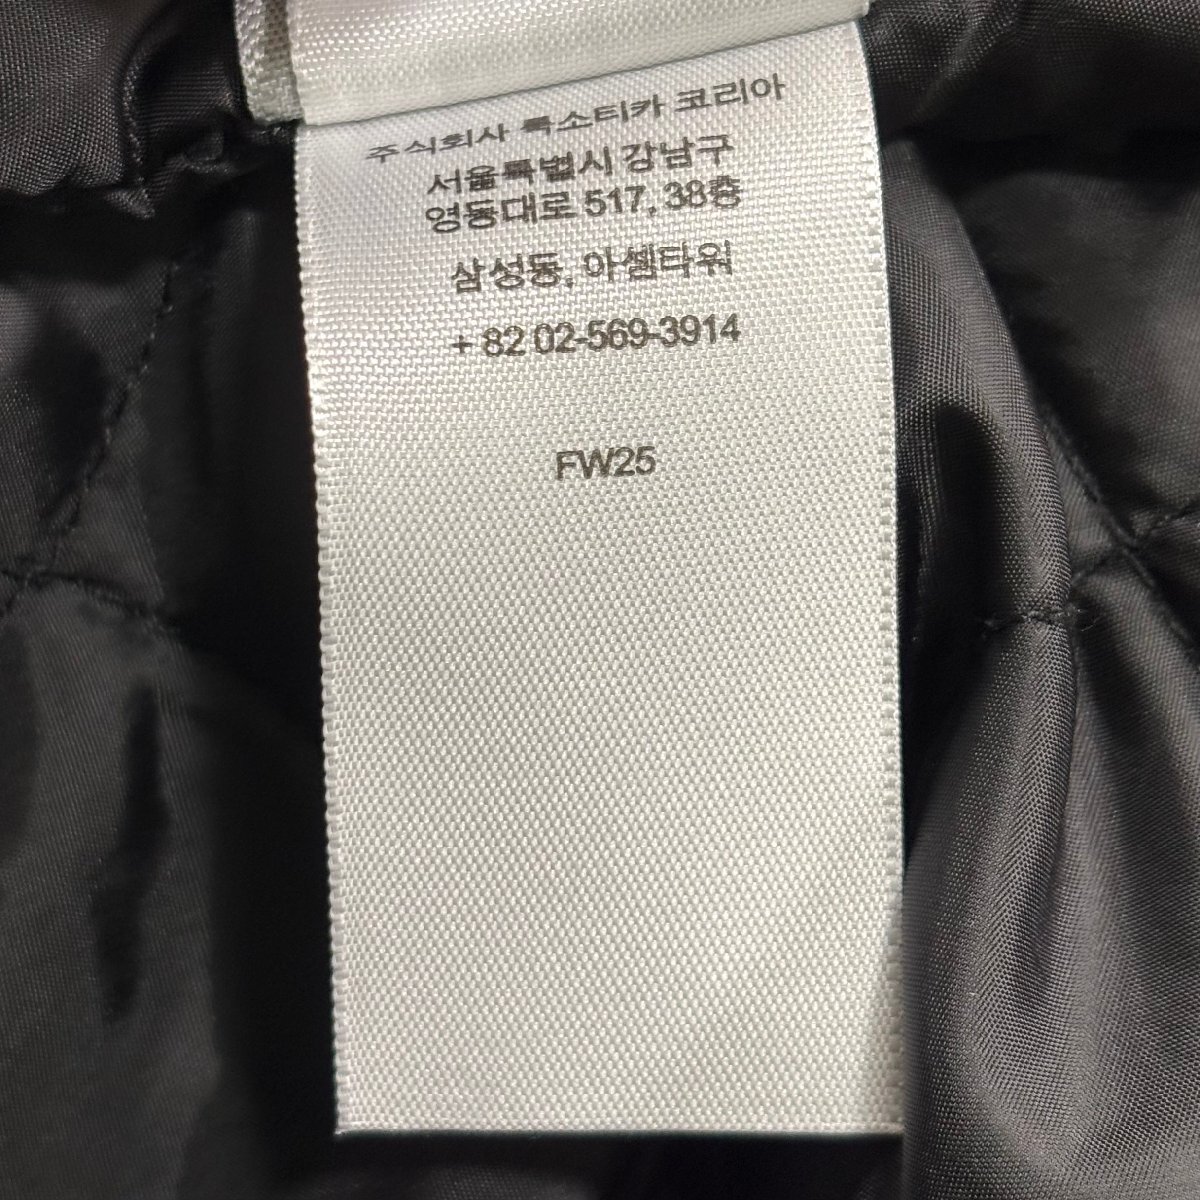 주식회사 룩소티카 코리아
서울특별시 강남구
영동대로 517, 38층
삼성동, 아셈타워
+ 82 02-569-3914
FW25